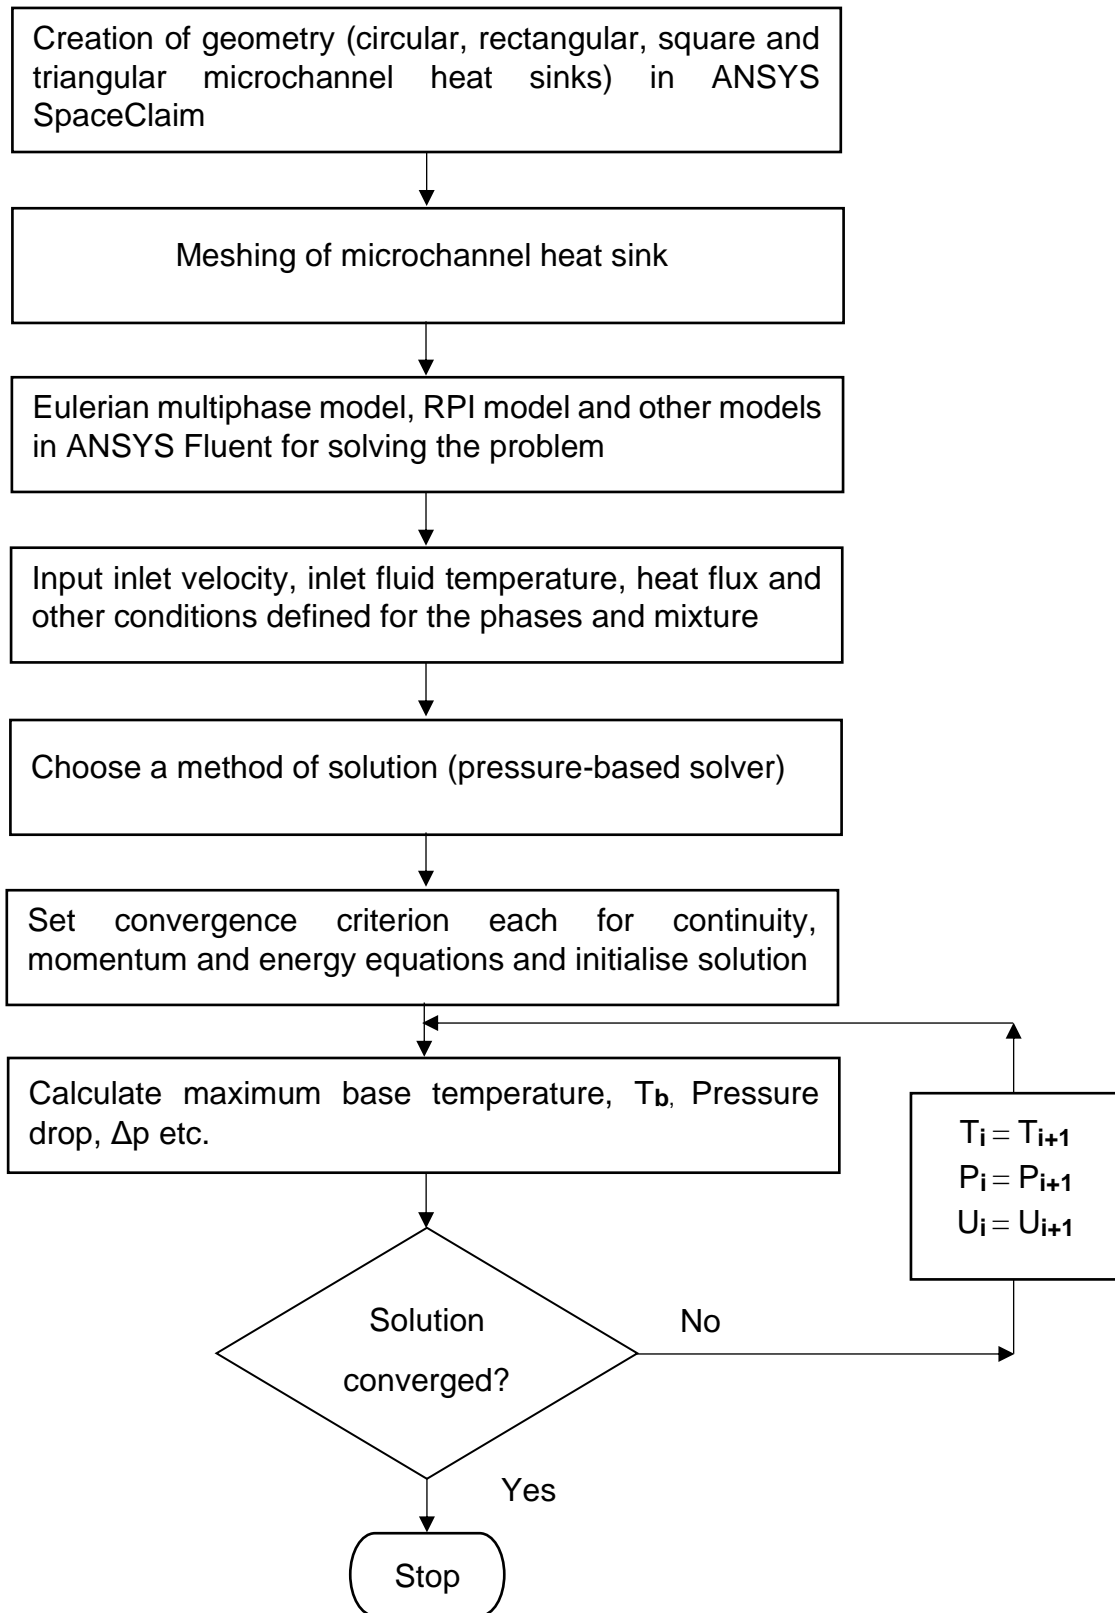 Creation of geometry (circular, rectangular, square and
triangular microchannel heat sinks) in ANSYS
SpaceClaim
Meshing of microchannel heat sink
Eulerian multiphase model, RPI model and other models
in ANSYS Fluent for solving the problem
Input inlet velocity, inlet fluid temperature, heat flux and
other conditions defined for the phases and mixture
Choose a method of solution (pressure-based solver)
Set convergence criterion each for continuity,
momentum and energy equations and initialise solution
Calculate maximum base temperature, Tb, Pressure
drop, Δp etc.
Ti = Ti+1
Pi = Pi+1
Ui = Ui+1
Solution
converged?
No
Yes
Stop